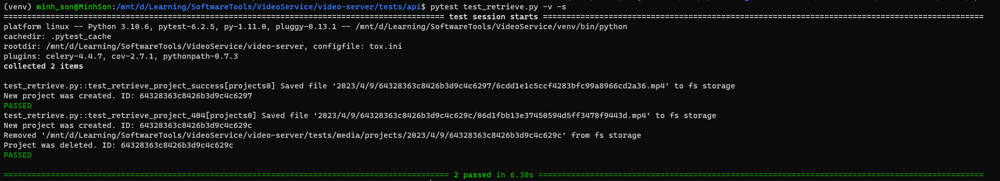 (venv) minh_son@MinhSon:/mnt/d/Learning/SoftwareTools/VideoService/video-server/tests/api$ pytest test_retrieve.py -v -s
============================================================================================== test session starts ==============================================================================================
platform linux -- Python 3.10.6, pytest-6.2.5, py-1.11.0, pluggy-0.13.1 -- /mnt/d/Learning/SoftwareTools/VideoService/venv/bin/python
cachedir: .pytest_cache
rootdir: /mnt/d/Learning/SoftwareTools/VideoService/video-server, configfile: tox.ini
plugins: celery-4.4.7, cov-2.7.1, pythonpath-0.7.3
collected 2 items
test_retrieve.py::test_retrieve_project_success[projects0] Saved file '2023/4/9/64328363c8426b3d9c4c6297/6cdd1e1c5ccf4283bfc99a8966cd2a36.mp4' to fs storage
New project was created. ID: 64328363c8426b3d9c4c6297
PASSED
test_retrieve.py::test_retrieve_project_404[projects0] Saved file '2023/4/9/64328363c8426b3d9c4c629c/06d1fbb13e37450594d5ff3478f9443d.mp4' to fs storage
New project was created. ID: 64328363c8426b3d9c4c629c
Removed '/mnt/d/Learning/SoftwareTools/VideoService/video-server/tests/media/projects/2023/4/9/64328363c8426b3d9c4c629c' from fs storage
Project was deleted. ID: 64328363c8426b3d9c4c629c
PASSED
=============================================================================================== 2 passed in 6.30s ===============================================================================================